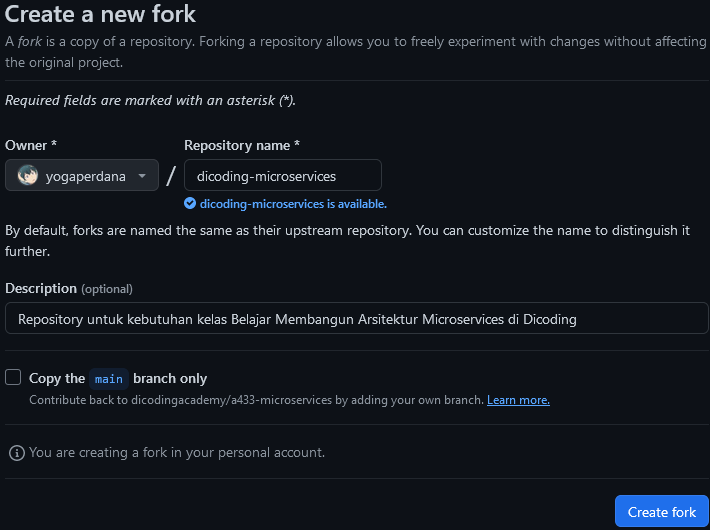 Create a new fork
A fork is a copy of a repository. Forking a repository allows you to freely experiment with changes without affecting
the original project.
Required fields are marked with an asterisk (*).
Owner *
Repository name *
yogaperdana
/
dicoding-microservices
dicoding-microservices is available.
By default, forks are named the same as their upstream repository. You can customize the name to distinguish it
further.
Description (optional)
Repository untuk kebutuhan kelas Belajar Membangun Arsitektur Microservices di Dicoding
Copy the main branch only
Contribute back to dicodingacademy/a433-microservices by adding your own branch. Learn more.
You are creating a fork in your personal account.
Create fork